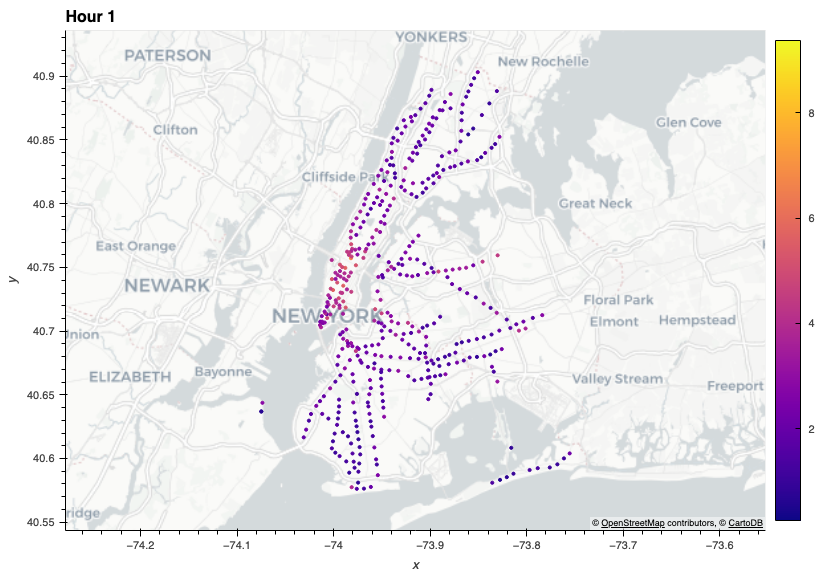 Hour 1
YONKERS
PATERSON
New Rochelle
40.9
8
Glen Cove
Clifton
40.85
Cliffside Park
40.8
Great Neck
6
East Orange
40.75
NEWARK
y
Floral Park
NEW YORK
Elmont
Hempstead
4
40.7
Union
ELIZABETH
Bayonne
Valley Stream
Freeport
40.65
2
40.6
ridge
© OpenStreetMap contributors, © CartoDB
40.55
−74.2 −74.1 −74 −73.9 −73.8 −73.7 −73.6
x